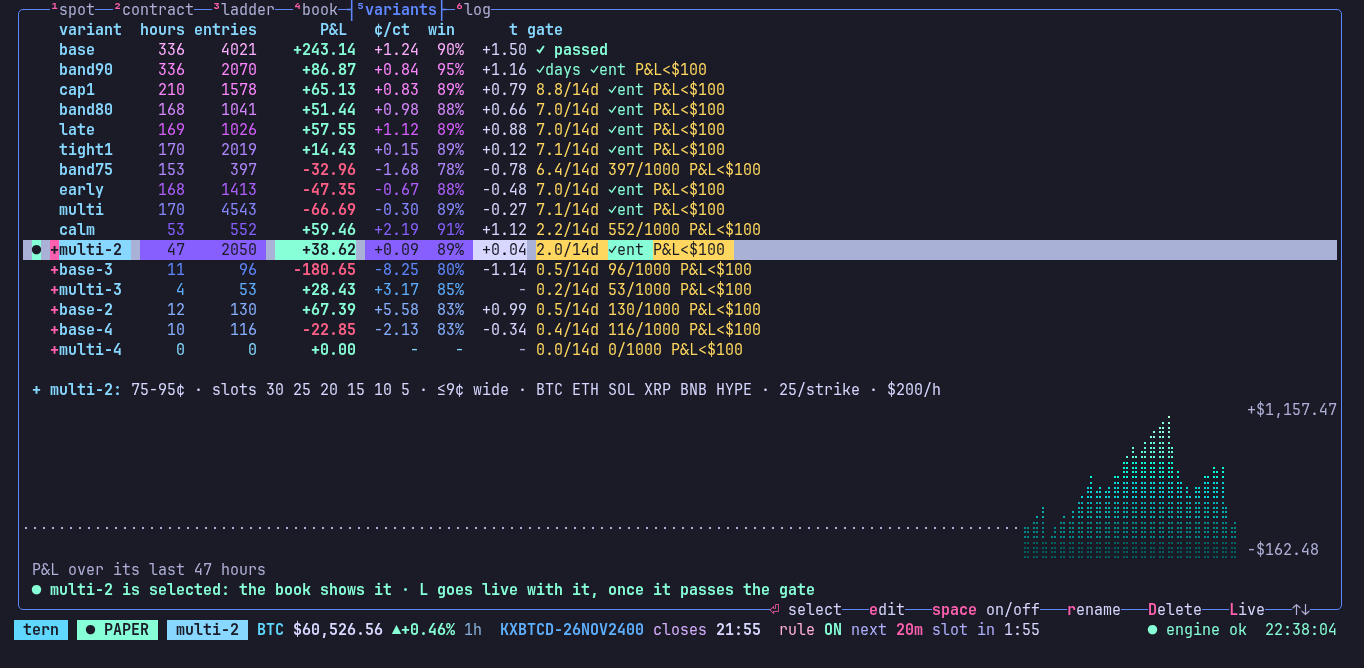 ¹spot ²contract ³ladder ⁴book ⁵variants ⁶log
variant hours entries P&L ¢/ct win t gate
base 336 4021 +243.14 +1.24 90% +1.50 ✓ passed
band90 336 2070 +86.87 +0.84 95% +1.16 ✓days ✓ent P&L<$100
cap1 210 1578 +65.13 +0.83 89% +0.79 8.8/14d ✓ent P&L<$100
band80 168 1041 +51.44 +0.98 88% +0.66 7.0/14d ✓ent P&L<$100
late 169 1026 +57.55 +1.12 89% +0.88 7.0/14d ✓ent P&L<$100
tight1 170 2019 +14.43 +0.15 89% +0.12 7.1/14d ✓ent P&L<$100
band75 153 397 -32.96 -1.68 78% -0.78 6.4/14d 397/1000 P&L<$100
early 168 1413 -47.35 -0.67 88% -0.48 7.0/14d ✓ent P&L<$100
multi 170 4543 -66.69 -0.30 89% -0.27 7.1/14d ✓ent P&L<$100
calm 53 552 +59.46 +2.19 91% +1.12 2.2/14d 552/1000 P&L<$100
● +multi-2 47 2050 +38.62 +0.09 89% +0.04 2.0/14d ✓ent P&L<$100
+base-3 11 96 -180.65 -8.25 80% -1.14 0.5/14d 96/1000 P&L<$100
+multi-3 4 53 +28.43 +3.17 85% - 0.2/14d 53/1000 P&L<$100
+base-2 12 130 +67.39 +5.58 83% +0.99 0.5/14d 130/1000 P&L<$100
+base-4 10 116 -22.85 -2.13 83% -0.34 0.4/14d 116/1000 P&L<$100
+multi-4 0 0 +0.00 - - - 0.0/14d 0/1000 P&L<$100
+ multi-2: 75-95¢ · slots 30 25 20 15 10 5 · ≤9¢ wide · BTC ETH SOL XRP BNB HYPE · 25/strike · $200/h
+$1,157.47
-$162.48
P&L over its last 47 hours
● multi-2 is selected: the book shows it · L goes live with it, once it passes the gate
⏎ select edit space on/off rename Delete Live ↑↓
tern ● PAPER multi-2 BTC $60,526.56 ▲+0.46% 1h KXBTCD-26NOV2400 closes 21:55 rule ON next 20m slot in 1:55 ● engine ok 22:38:04